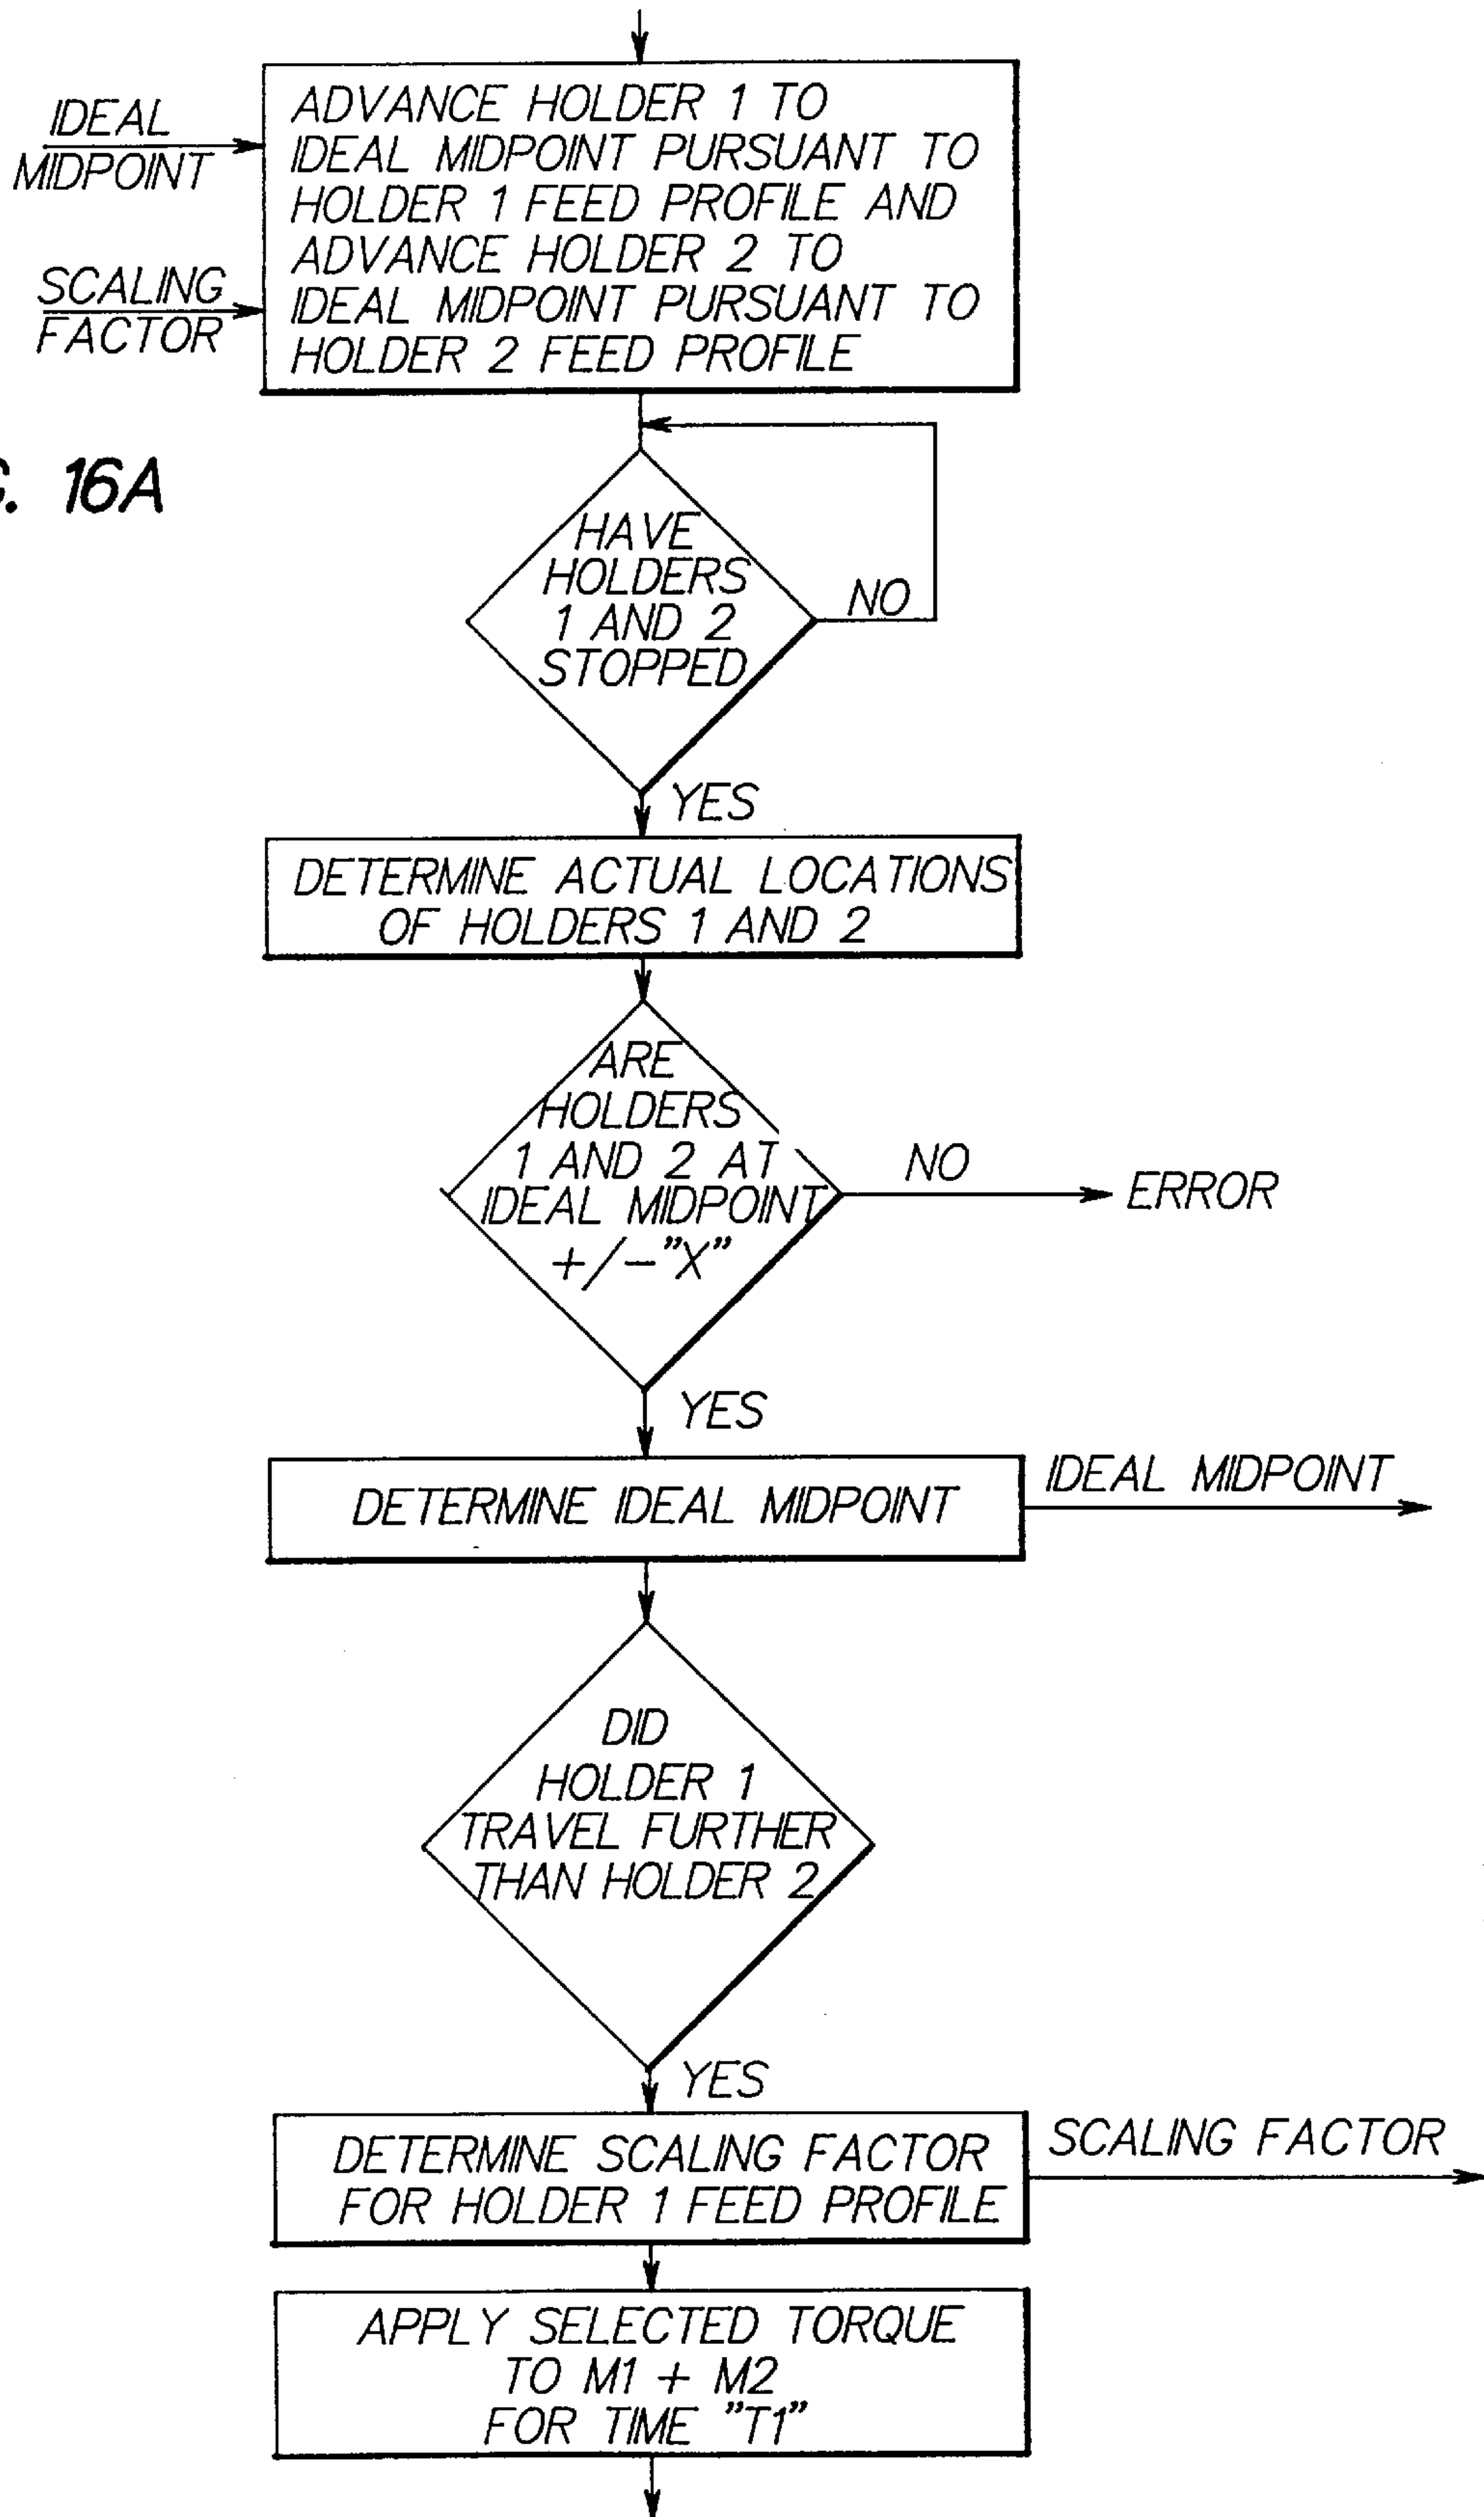 IDEAL
MIDPOINT
SCALING
FACTOR
ADVANCE HOLDER 1 TO
IDEAL MIDPOINT PURSUANT TO
HOLDER 1 FEED PROFILE AND
ADVANCE HOLDER 2 TO
IDEAL MIDPOINT PURSUANT TO
HOLDER 2 FEED PROFILE
G. 16A
HAVE
HOLDERS
1 AND 2
STOPPED
NO
YES
DETERMINE ACTUAL LOCATIONS
OF HOLDERS 1 AND 2
ARE
HOLDERS
1 AND 2 AT
IDEAL MIDPOINT
+/-"X"
NO
ERROR
YES
DETERMINE IDEAL MIDPOINT
IDEAL MIDPOINT
DID
HOLDER 1
TRAVEL FURTHER
THAN HOLDER 2
YES
DETERMINE SCALING FACTOR
FOR HOLDER 1 FEED PROFILE
SCALING FACTOR
APPLY SELECTED TORQUE
TO M1 + M2
FOR TIME "T1"